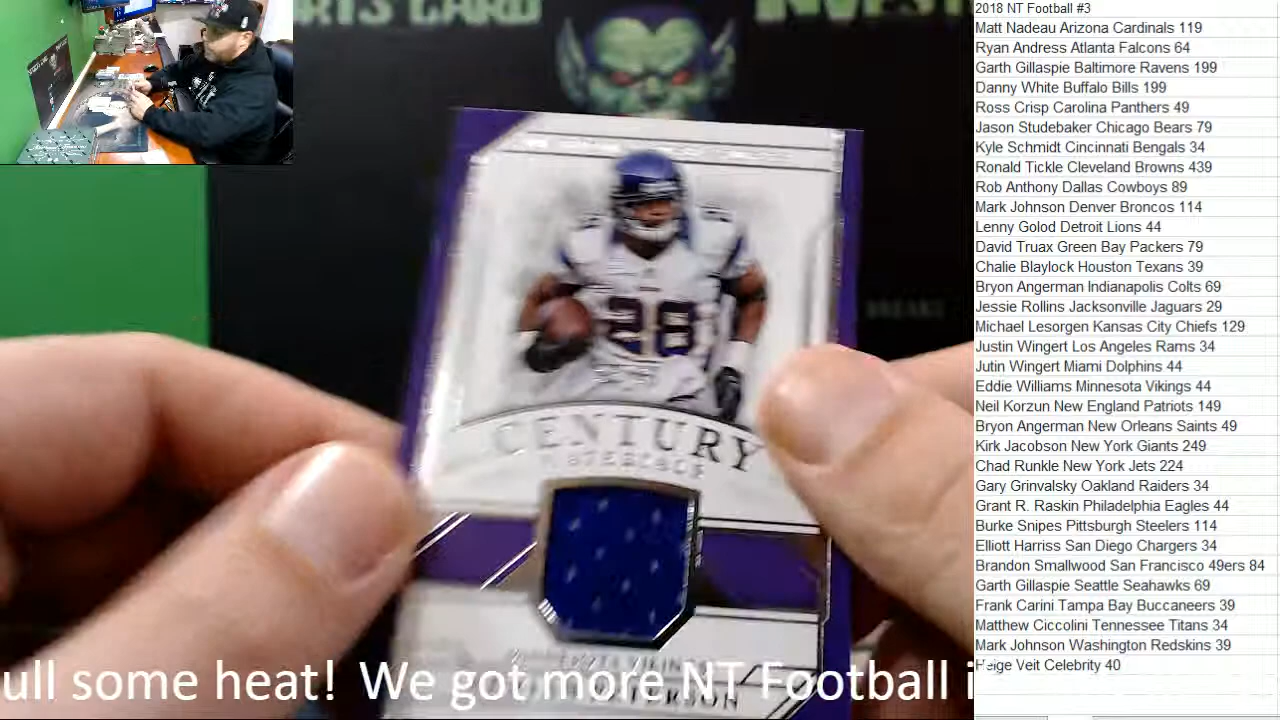 RTS CARD INVEST
BREAKS
28
CENTURY
MATERIALS
ull some heat! We got more NT Football i
2018 NT Football #3
Matt Nadeau Arizona Cardinals 119
Ryan Andress Atlanta Falcons 64
Garth Gillaspie Baltimore Ravens 199
Danny White Buffalo Bills 199
Ross Crisp Carolina Panthers 49
Jason Studebaker Chicago Bears 79
Kyle Schmidt Cincinnati Bengals 34
Ronald Tickle Cleveland Browns 439
Rob Anthony Dallas Cowboys 89
Mark Johnson Denver Broncos 114
Lenny Golod Detroit Lions 44
David Truax Green Bay Packers 79
Chalie Blaylock Houston Texans 39
Bryon Angerman Indianapolis Colts 69
Jessie Rollins Jacksonville Jaguars 29
Michael Lesorgen Kansas City Chiefs 129
Justin Wingert Los Angeles Rams 34
Jutin Wingert Miami Dolphins 44
Eddie Williams Minnesota Vikings 44
Neil Korzun New England Patriots 149
Bryon Angerman New Orleans Saints 49
Kirk Jacobson New York Giants 249
Chad Runkle New York Jets 224
Gary Grinvalsky Oakland Raiders 34
Grant R. Raskin Philadelphia Eagles 44
Burke Snipes Pittsburgh Steelers 114
Elliott Harriss San Diego Chargers 34
Brandon Smallwood San Francisco 49ers 84
Garth Gillaspie Seattle Seahawks 69
Frank Carini Tampa Bay Buccaneers 39
Matthew Ciccolini Tennessee Titans 34
Mark Johnson Washington Redskins 39
Veit Celebrity 40